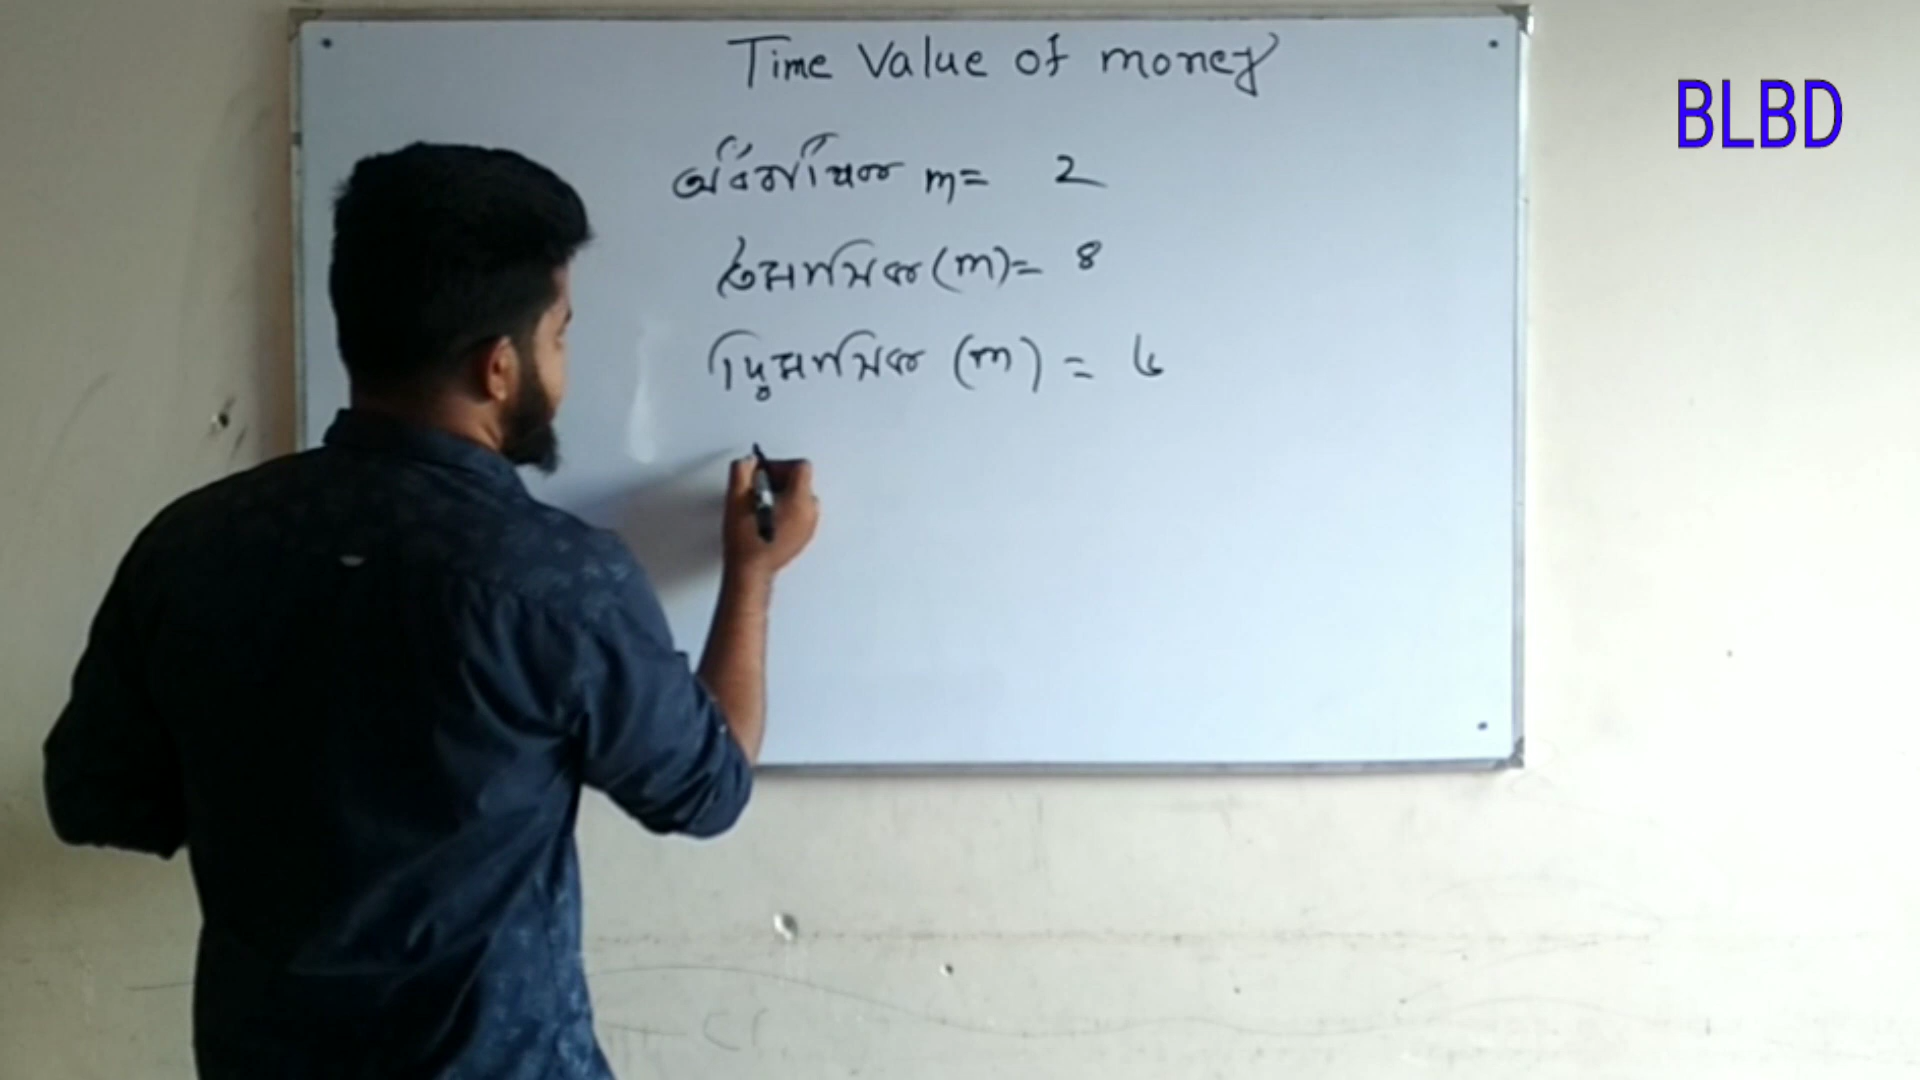 Time Value of money
BLBD
অর্ধবার্ষিক m= 2
ত্রৈমাসিক (m)= ৪
দ্বিমাসিক (m) = ৬